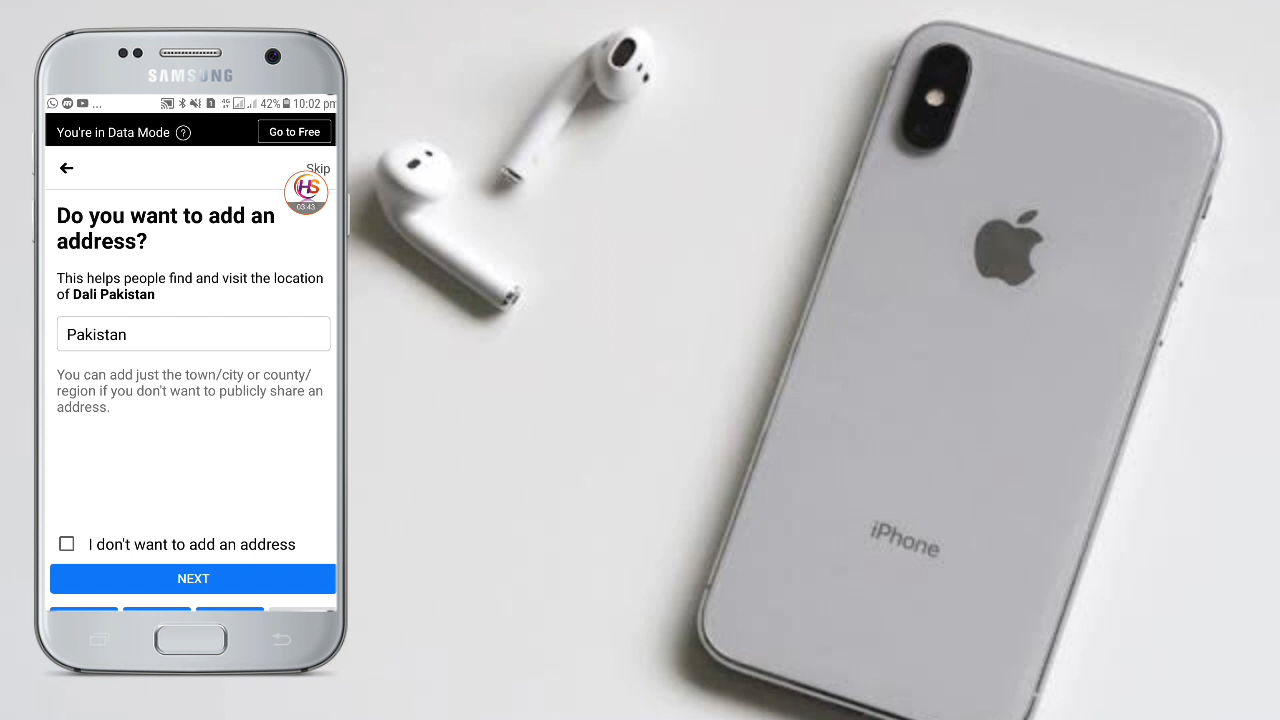 SAMSUNG
... 42% 10:02 pm
You're in Data Mode ?
Go to Free
Skip
HS
03:43
Do you want to add an
address?
This helps people find and visit the location
of Dali Pakistan
Pakistan
You can add just the town/city or county/
region if you don't want to publicly share an
address.
I don't want to add an address
NEXT
iPhone